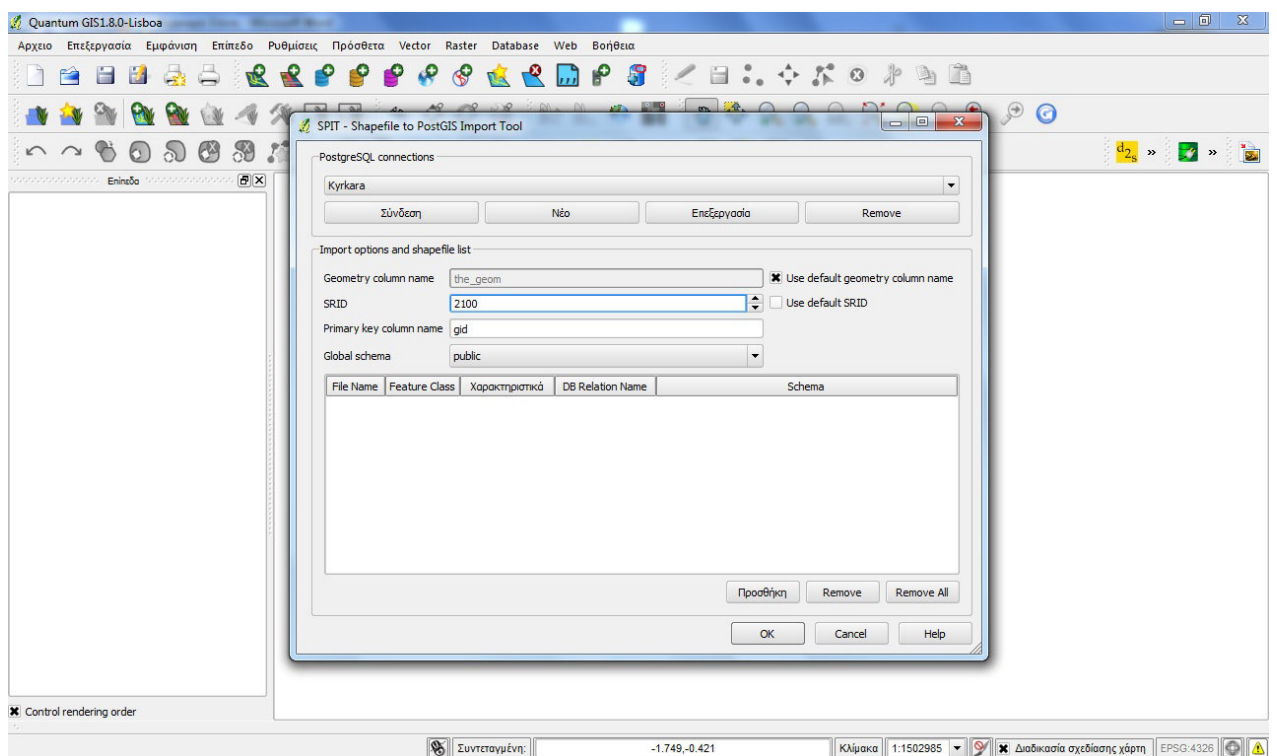 Quantum GIS1.8.0-Lisboa
Αρχειο Επεξεργασία Εμφάνιση Επίπεδο Ρυθμίσεις Πρόσθετα Vector Raster Database Web Βοήθεια
SPIT - Shapefile to PostGIS Import Tool
Επίπεδα
PostgreSQL connections
Kyrkara
Σύνδεση Νέο Επεξεργασία Remove
Import options and shapefile list
Geometry column name the_geom Use default geometry column name
SRID 2100 Use default SRID
Primary key column name gid
Global schema public
File Name Feature Class Χαρακτηριστικά DB Relation Name Schema
Προσθήκη Remove Remove All
OK Cancel Help
Control rendering order
Συντεταγμένη: -1.749,-0.421 Κλίμακα 1:1502985 Διαδικασία σχεδίασης χάρτη EPSG:4326